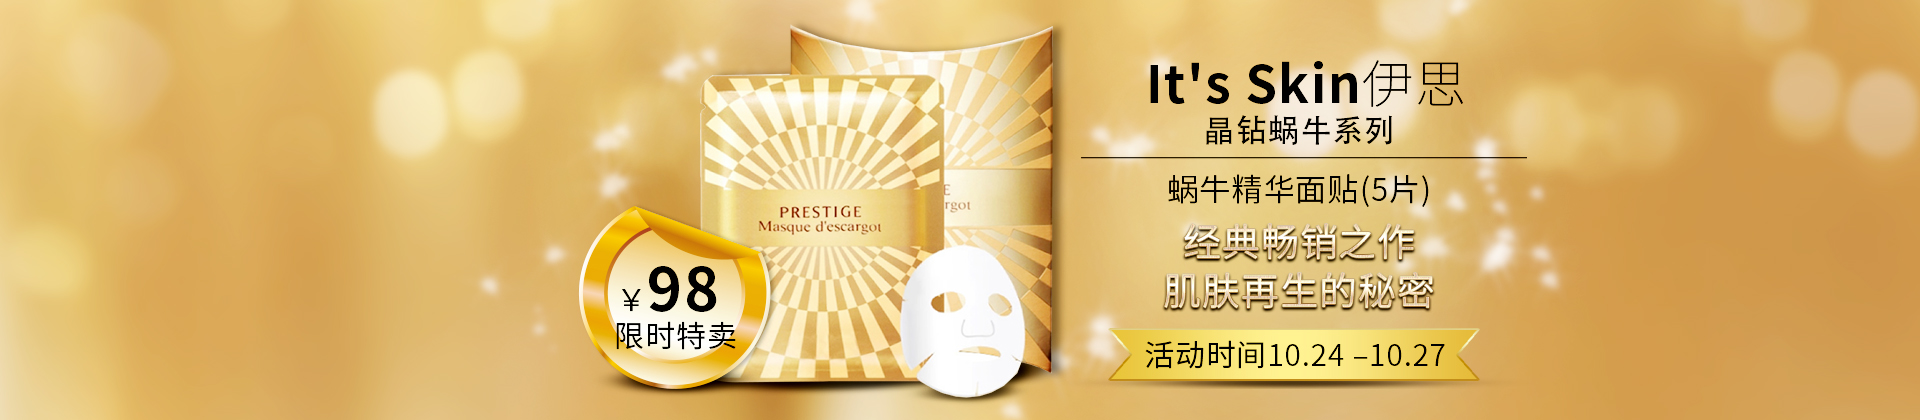 PRESTIGE
Masque d'escargot
E
rgot
¥98
限时特卖
It's Skin伊思
晶钻蜗牛系列
蜗牛精华面贴(5片)
经典畅销之作
肌肤再生的秘密
活动时间10.24 –10.27